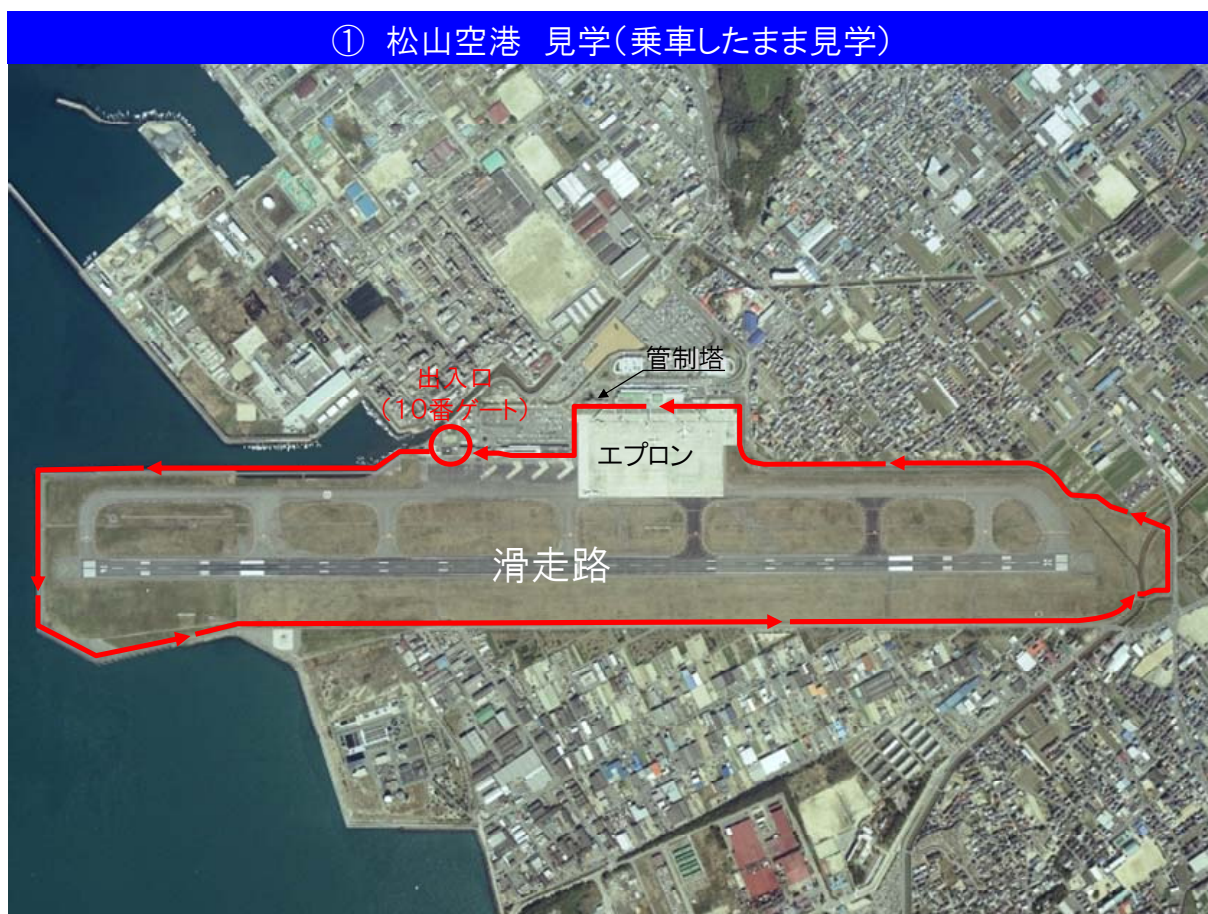 ① 松山空港 見学(乗車したまま見学)
管制塔
出入口
(10番ゲート)
エプロン
滑走路